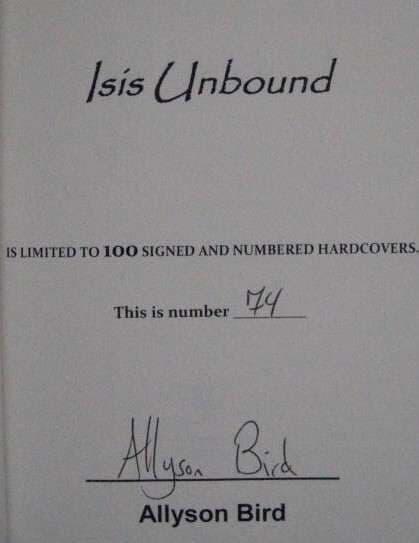 Isis Unbound
IS LIMITED TO 100 SIGNED AND NUMBERED HARDCOVERS.
This is number 74
Allyson Bird
Allyson Bird